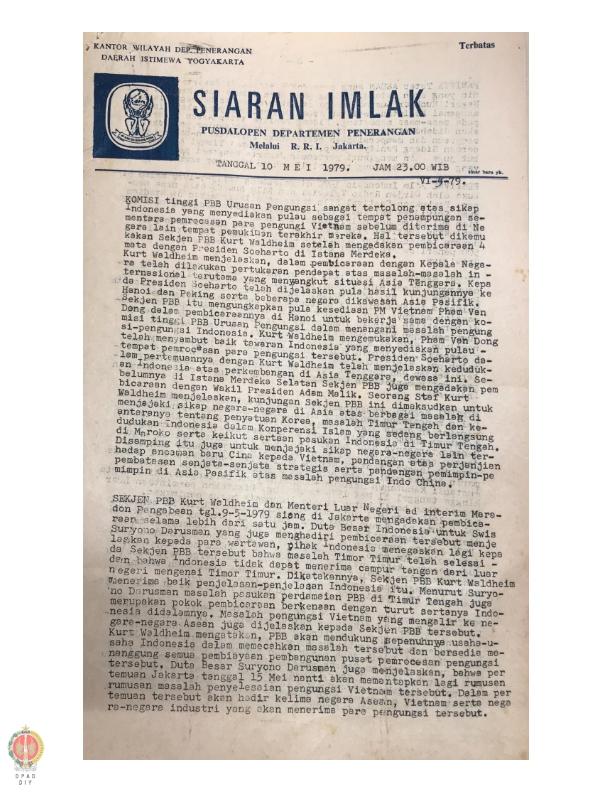 KANTOR WILAYAH DEP. PENERANGAN
DAERAH ISTIMEWA YOGYAKARTA
Terbatas
SIARAN IMLAK
PUSDALOPEN DEPARTEMEN PENERANGAN
Melalui R. R. I. Jakarta.
TANGGAL 10 MEI 1979. JAM 23.00 WIB
sinar baru yk.
VI-9-79.
KOMISI tinggi PBB Urusan Pengungsi sangat tertolong atas sikap
Indonesia yang menyediakan pulau sebagai tempat penampungan se-
mentara pemrocesan para pengungsi Vietnam sebelum diterima di Ne
gara lain tempat pemukiman terakhir mereka. Hal tersebut dikemu
kakan Sekjen PBB Kurt Waldheim setelah mengadakan pembicaraan 4
mata dengan Presiden Soeharto di Istana Merdeka.
Kurt Waldheim menjelaskan, dalam pembicaraan dengan Kepala Nega-
ra telah dilakukan pertukaran pendapat atas masalah-masalah in -
ternasional terutama yang menyangkut situasi Asia Tenggara. Kepa
da Presiden Soeharto telah dijelaskan pula hasil kunjungannya ke
Hanoi dan Peking serta beberapa negara dikawasan Asia Pasifik.
Sekjen PBB itu mengungkapkan pula kesediaan PM Vietnam Pham Van
Dong dalam pembicaraannya di Hanoi untuk bekerja sama dengan ko-
misi tinggi PBB Urusan Pengungsi dalam menangani masalah pengung
si-pengungsi Indonesia. Kurt Waldheim mengemukakan, Pham Van Dong
telah menyambut baik tawaran Indonesia yang menyediakan pulau -
tempat pemrocesan para pengungsi tersebut. Presiden Soeharto da-
lam pertemuannya dengan Kurt Waldheim telah menjelaskan keduduk-
an Indonesia atas perkembangan di Asia Tenggara, dewasa ini. Se-
belumnya di Istana Merdeka Selatan Sekjen PBB juga mengadakan pem
bicaraan dengan Wakil Presiden Adam Malik. Seorang Staf Kurt
Waldheim menjelaskan, kunjungan Sekjen PBB ini dimaksudkan untuk
menjajaki sikap negara-negara di Asia atas berbagai masalah di
antaranya tentang penyatuan Korea, masalah Timur Tengah dan ke-
dudukan Indonesia dalam Konperensi Islam yang sedang berlangsung
di Maroko serta keikut sertaan pasukan Indonesia di Timur Tengah.
Disamping itu juga untuk menjajaki sikap negara-negara lain ter-
hadap ancaman baru Cina kepada Vietnam, pandangan atas perjanjian
pembatasan senjata-senjata strategis serta pandangan pemimpin-pe
mimpin di Asia Pasifik atas masalah pengungsi Indo China.
SEKJEN PBB Kurt Waldheim dan Menteri Luar Negeri ad interim Mara-
don Pangabean tgl.9-5-1979 siang di Jakarta mengadakan pembica-
raan selama lebih dari satu jam. Duta Besar Indonesia untuk Swis
Suryono Darusman yang juga menghadiri pembicaraan tersebut menje
laskan kepada para wartawan, pihak Indonesia menegaskan lagi kepa
da Sekjen PBB tersebut bahwa masalah Timor Timur telah selesai -
dan bahwa Indonesia tidak dapat menerima campur tangan dari luar
negeri mengenai Timor Timur. Dikatakannya, Sekjen PBB Kurt Waldheim
menerima baik penjelasan-penjelasan Indonesia itu. Menurut Suryo-
no Darusman masalah pasukan perdamaian PBB di Timur Tengah juga
merupakan pokok pembicaraan berkenaan dengan turut sertanya Indo-
nesia didalamnya. Masalah pengungsi Vietnam yang mengalir ke ne-
gara-negara Asean juga dijelaskan kepada Sekjen PBB tersebut.
Kurt Waldheim mengatakan, PBB akan mendukung sepenuhnya usaha-u-
saha Indonesia dalam memecahkan masalah tersebut dan bersedia me-
nanggung semua pembiayaan pembangunan pusat pemrocesan pengungsi
tersebut. Duta Besar Suryono Darusman juga menjelaskan, bahwa per
temuan Jakarta tanggal 15 Mei nanti akan memantapkan lagi rumusan
rumusan masalah penyelesaian pengungsi Vietnam tersebut. Dalam per
temuan tersebut akan hadir kelima negara Asean, Vietnam serta nega
ra-negara industri yang akan menerima para pengungsi tersebut.
DPAD
DIY